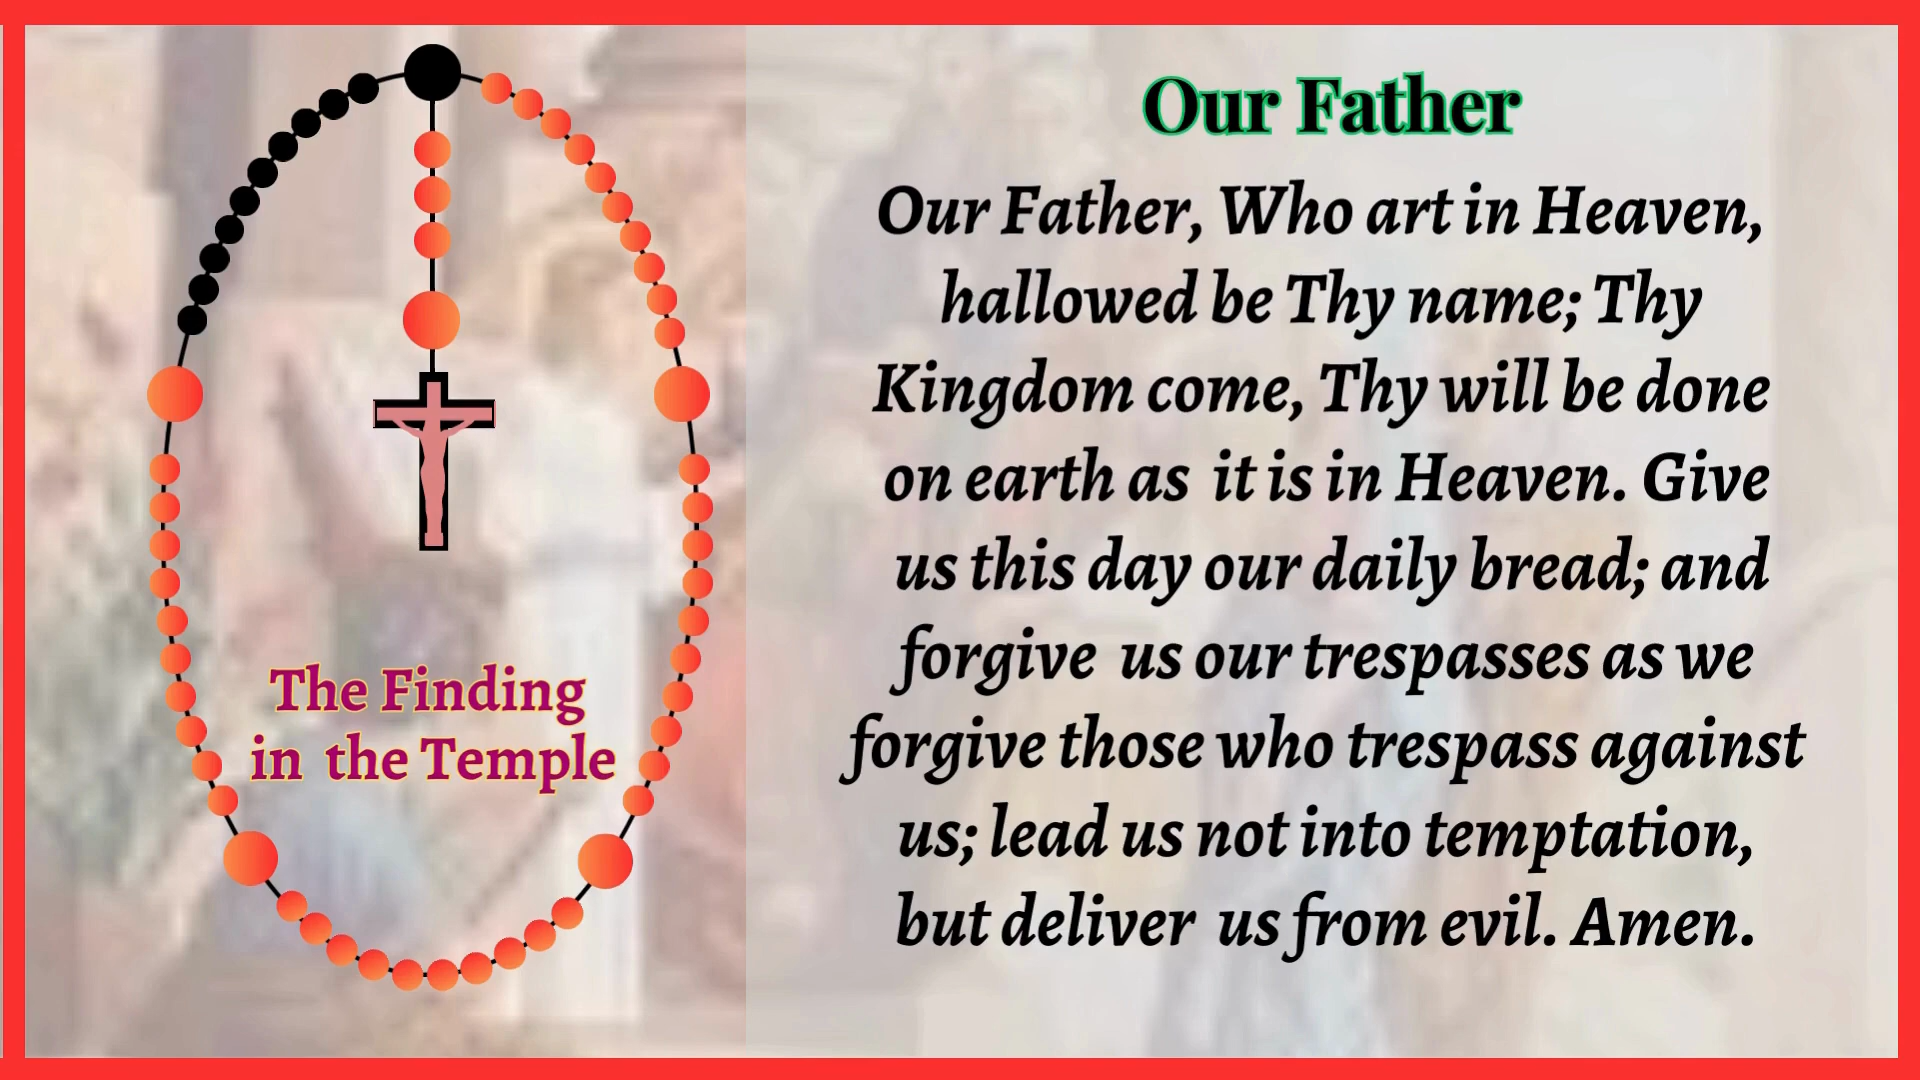 The Finding
in the Temple
Our Father
Our Father, Who art in Heaven,
hallowed be Thy name; Thy
Kingdom come, Thy will be done
on earth as it is in Heaven. Give
us this day our daily bread; and
forgive us our trespasses as we
forgive those who trespass against
us; lead us not into temptation,
but deliver us from evil. Amen.